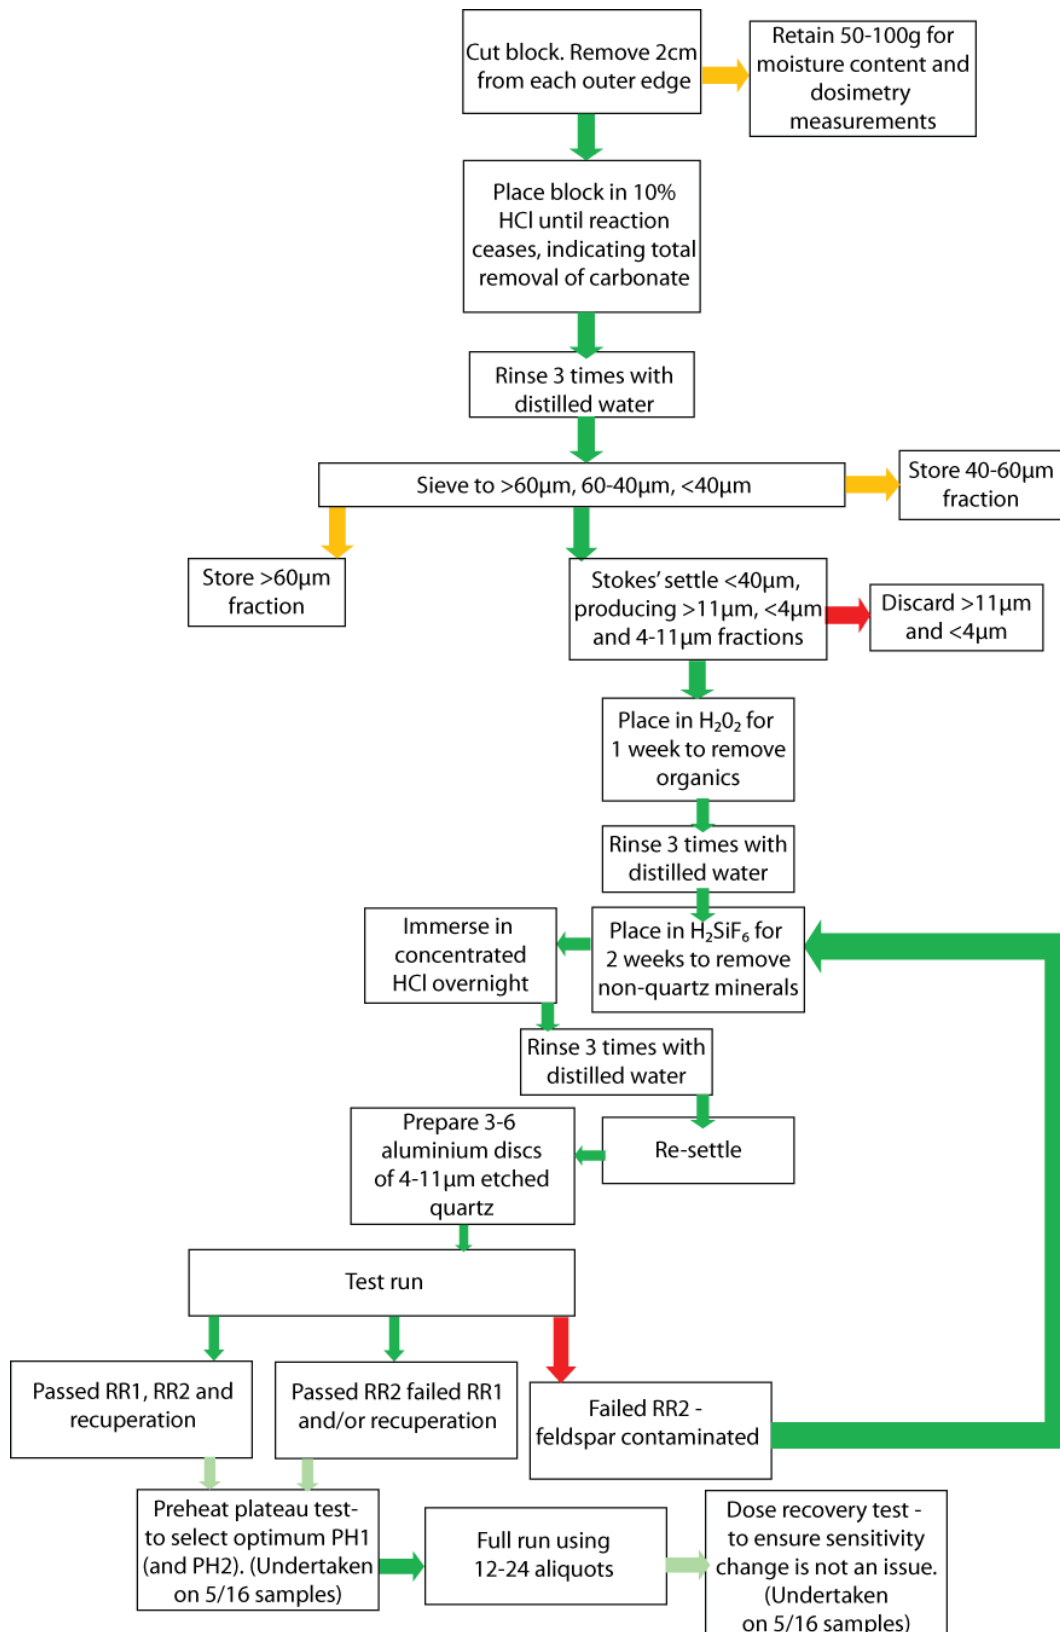 Cut block. Remove 2cm
from each outer edge
Retain 50-100g for
moisture content and
dosimetry
measurements
Place block in 10%
HCl until reaction
ceases, indicating total
removal of carbonate
Rinse 3 times with
distilled water
Sieve to >60µm, 60-40µm, <40µm
Store 40-60µm
fraction
Store >60µm
fraction
Stokes’ settle <40µm,
producing >11µm, <4µm
and 4-11µm fractions
Discard >11µm
and <4µm
Place in H₂0₂ for
1 week to remove
organics
Rinse 3 times with
distilled water
Place in H₂SiF₆ for
2 weeks to remove
non-quartz minerals
Immerse in
concentrated
HCl overnight
Rinse 3 times with
distilled water
Re-settle
Prepare 3-6
aluminium discs
of 4-11µm etched
quartz
Test run
Passed RR1, RR2 and
recuperation
Passed RR2 failed RR1
and/or recuperation
Failed RR2 -
feldspar contaminated
Preheat plateau test-
to select optimum PH1
(and PH2). (Undertaken
on 5/16 samples)
Full run using
12-24 aliquots
Dose recovery test -
to ensure sensitivity
change is not an issue.
(Undertaken
on 5/16 samples)